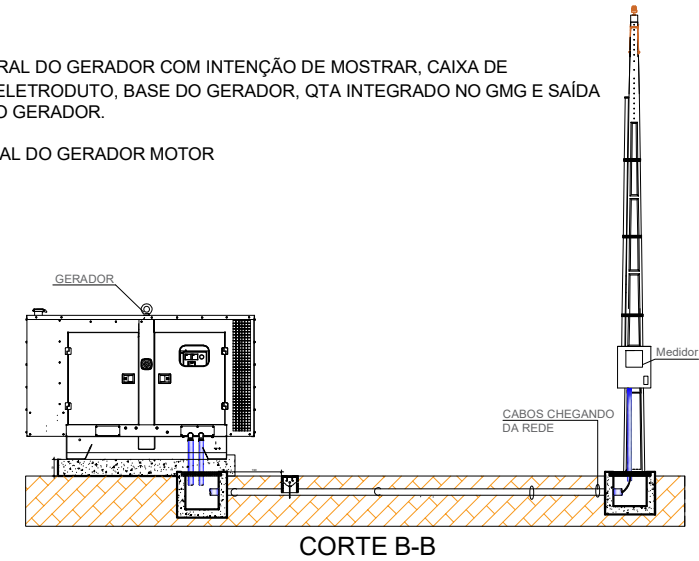 RAL DO GERADOR COM INTENÇÃO DE MOSTRAR, CAIXA DE
ELETRODUTO, BASE DO GERADOR, QTA INTEGRADO NO GMG E SAÍDA
O GERADOR.
AL DO GERADOR MOTOR
GERADOR
Medidor
CABOS CHEGANDO
DA REDE
CORTE B-B